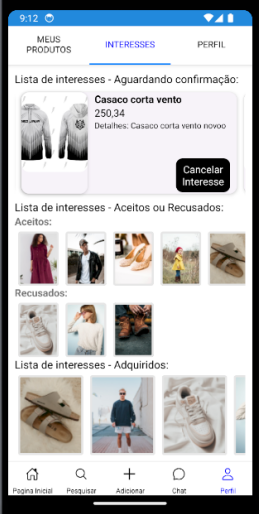 9:12
MEUS
PRODUTOS
INTERESSES
PERFIL
Lista de interesses - Aguardando confirmação:
Casaco corta vento
250,34
Detalhes: Casaco corta vento novoo
Cancelar
Interesse
Lista de interesses - Aceitos ou Recusados:
Aceitos:
Recusados:
Lista de interesses - Adquiridos:
Pagina Inicial
Pesquisar
Adicionar
Chat
Perfil